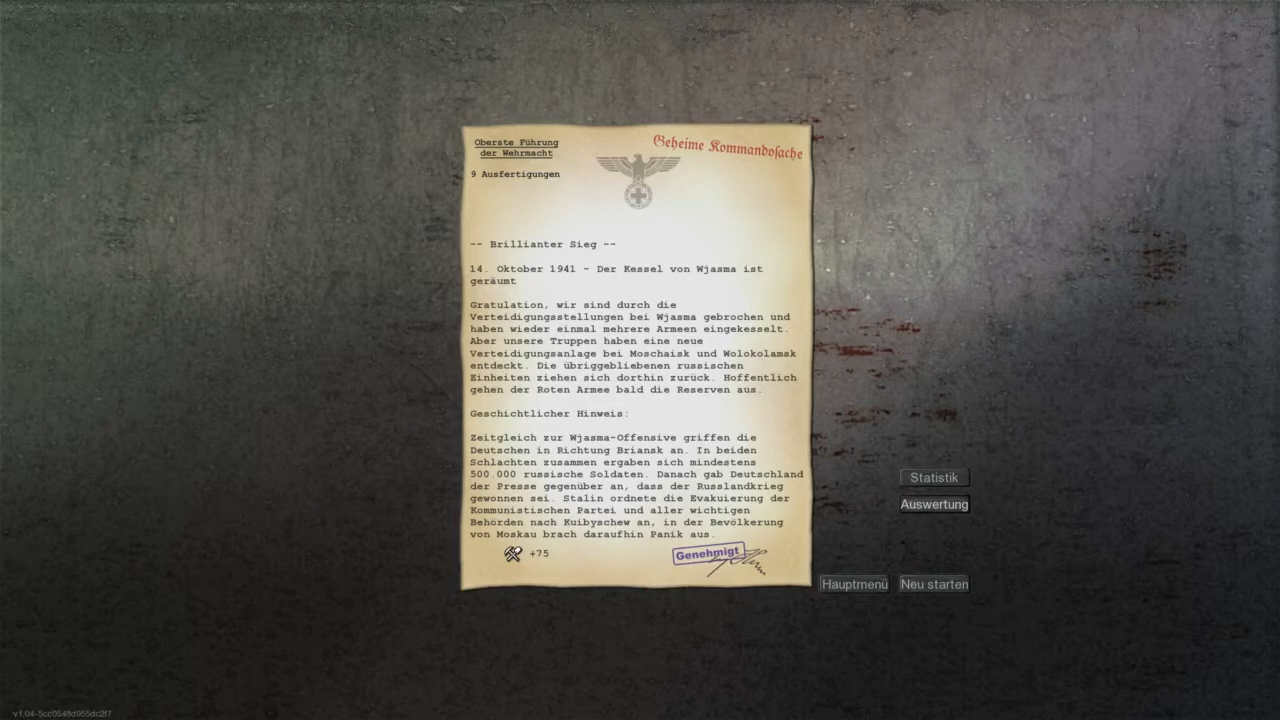 Oberste Führung
der Wehrmacht
Geheime Kommandosache
9 Ausfertigungen
-- Brillianter Sieg --
14. Oktober 1941 - Der Kessel von Wjasma ist
geräumt
Gratulation, wir sind durch die
Verteidigungsstellungen bei Wjasma gebrochen und
haben wieder einmal mehrere Armeen eingekesselt.
Aber unsere Truppen haben eine neue
Verteidigungsanlage bei Moschaisk und Wolokolamsk
entdeckt. Die übriggebliebenen russischen
Einheiten ziehen sich dorthin zurück. Hoffentlich
gehen der Roten Armee bald die Reserven aus.
Geschichtlicher Hinweis:
Zeitgleich zur Wjasma-Offensive griffen die
Deutschen in Richtung Briansk an. In beiden
Schlachten zusammen ergaben sich mindestens
500.000 russische Soldaten. Danach gab Deutschland
der Presse gegenüber an, dass der Russlandkrieg
gewonnen sei. Stalin ordnete die Evakuierung der
Kommunistischen Partei und aller wichtigen
Behörden nach Kuibyschew an, in der Bevölkerung
von Moskau brach daraufhin Panik aus.
+75
Genehmigt
Statistik
Auswertung
Hauptmenü
Neu starten